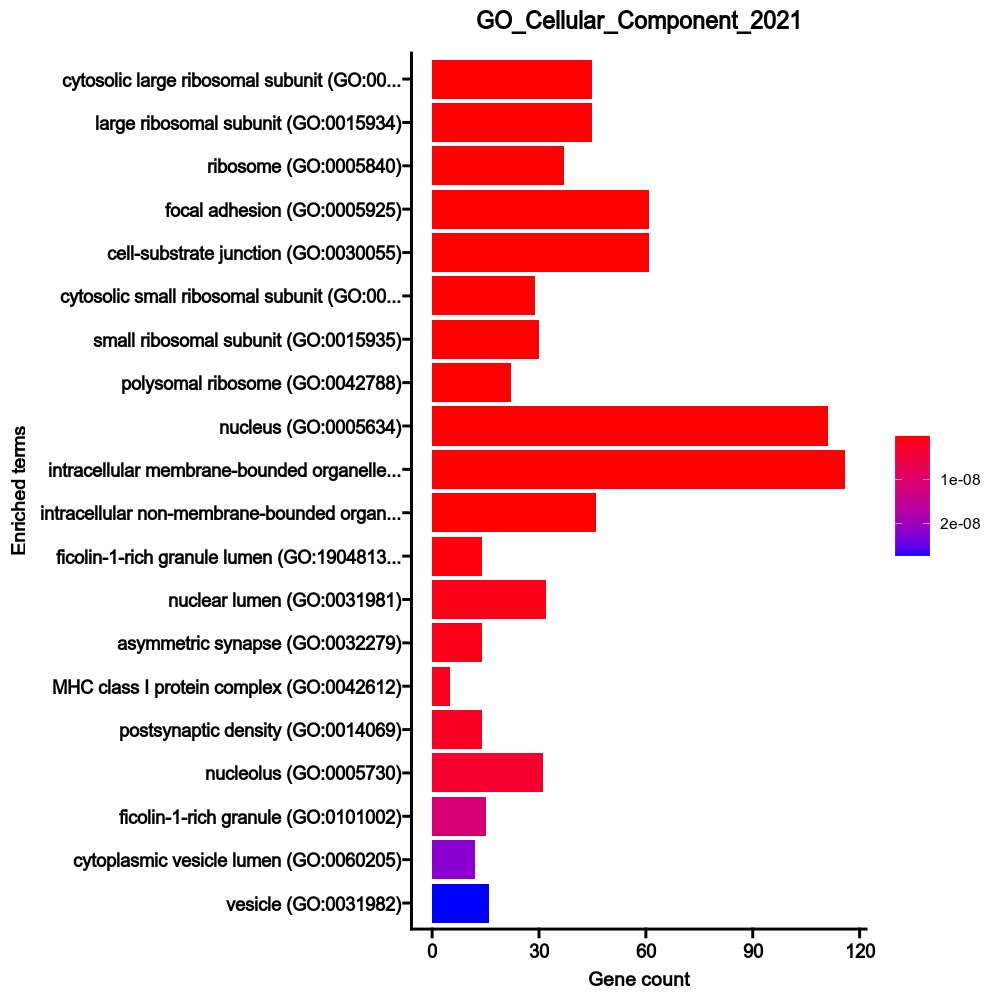 GO_Cellular_Component_2021
cytosolic large ribosomal subunit (GO:00...
large ribosomal subunit (GO:0015934)
ribosome (GO:0005840)
focal adhesion (GO:0005925)
cell-substrate junction (GO:0030055)
cytosolic small ribosomal subunit (GO:00...
small ribosomal subunit (GO:0015935)
polysomal ribosome (GO:0042788)
nucleus (GO:0005634)
intracellular membrane-bounded organelle...
intracellular non-membrane-bounded organ...
ficolin-1-rich granule lumen (GO:1904813...
nuclear lumen (GO:0031981)
asymmetric synapse (GO:0032279)
MHC class I protein complex (GO:0042612)
postsynaptic density (GO:0014069)
nucleolus (GO:0005730)
ficolin-1-rich granule (GO:0101002)
cytoplasmic vesicle lumen (GO:0060205)
vesicle (GO:0031982)
Enriched terms
0 30 60 90 120
Gene count
1e-08
2e-08